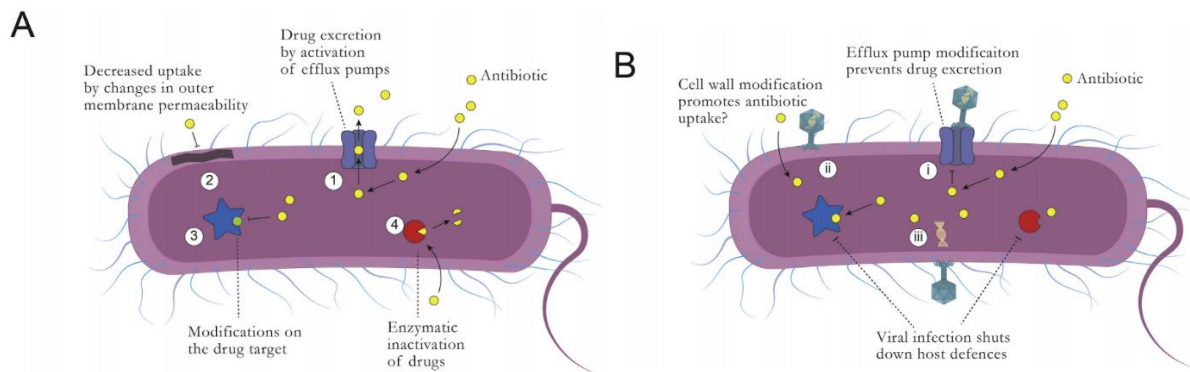 A
Drug excretion
by activation
of efflux pumps
Decreased uptake
by changes in outer
membrane permaeability
Antibiotic
1
2
3
4
Modifications on
the drug target
Enzymatic
inactivation
of drugs
B
Efflux pump modificaiton
prevents drug excretion
Cell wall modification
promotes antibiotic
uptake?
Antibiotic
i
ii
iii
Viral infection shuts
down host defences